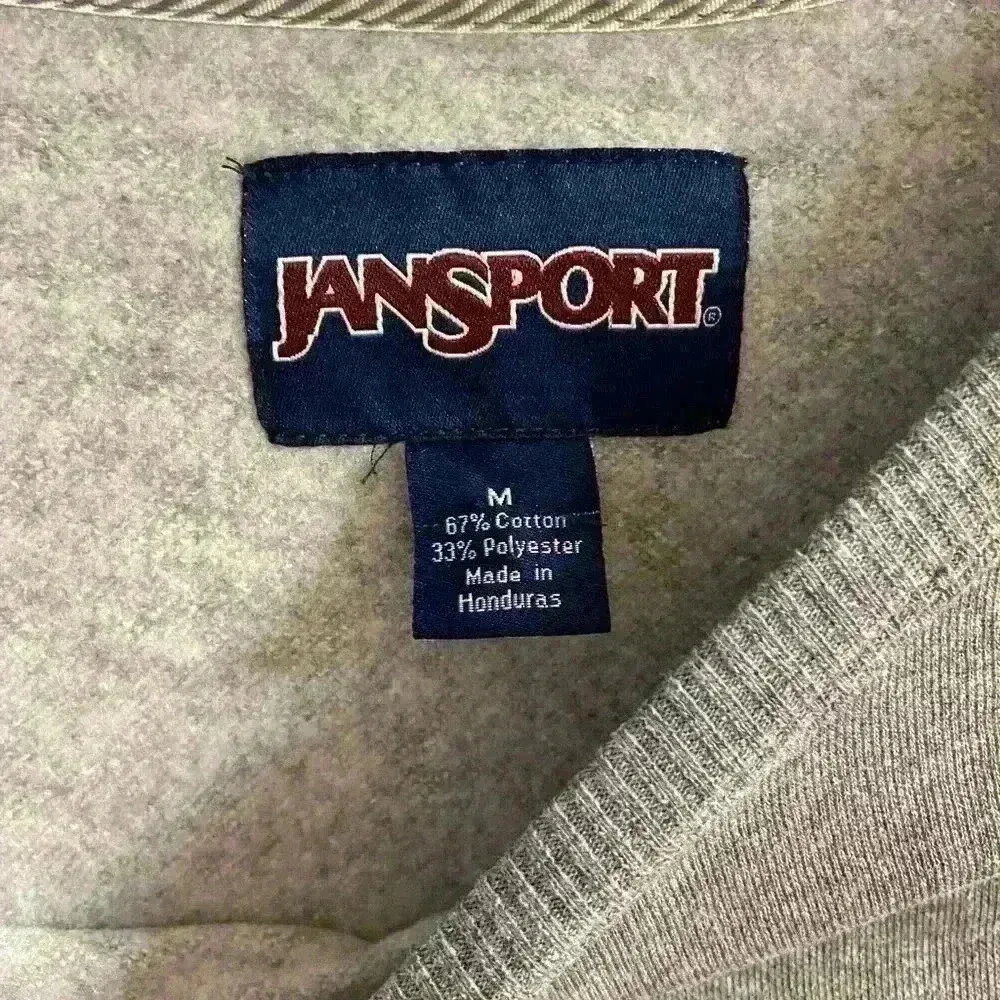 JANSPORT®
M
67% Cotton
33% Polyester
Made in
Honduras